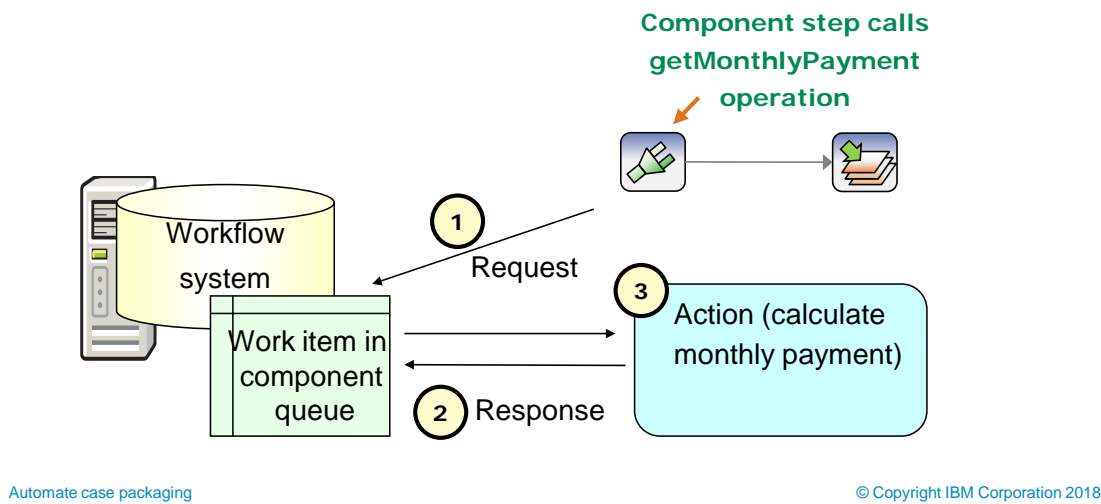 Component step calls
getMonthlyPayment
operation
1
Request
Workflow
system
3
Action (calculate
monthly payment)
Work item in
component
queue
2
Response
Automate case packaging
© Copyright IBM Corporation 2018